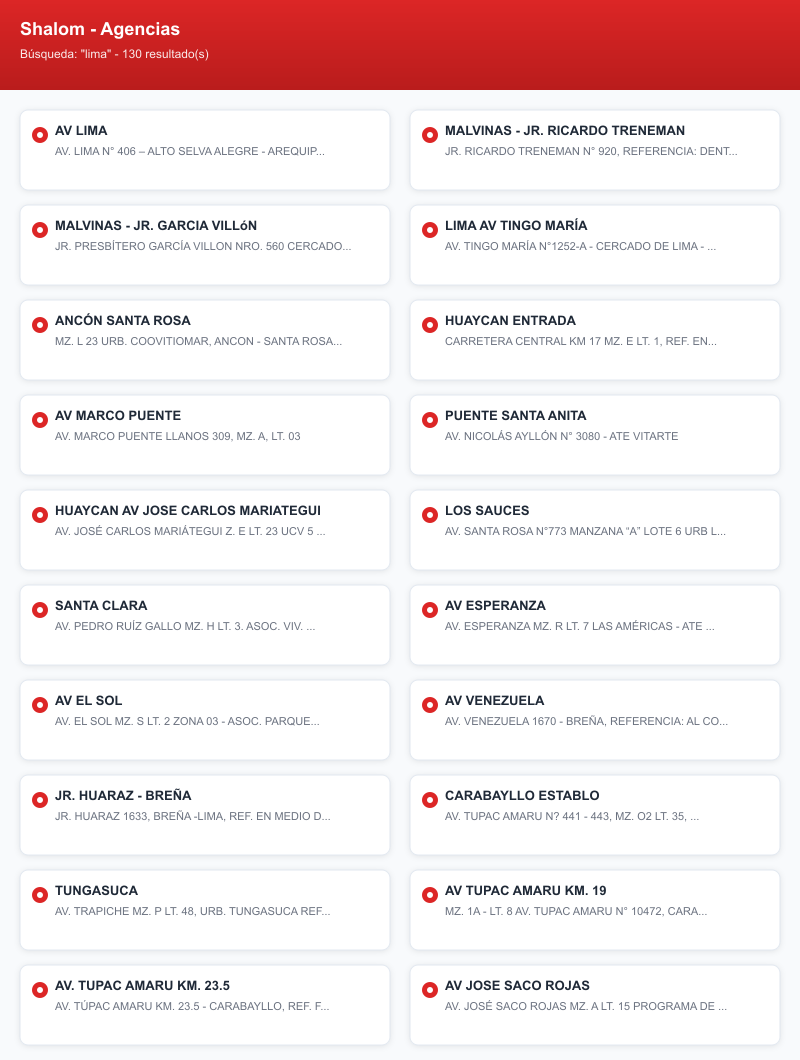 Shalom - Agencias
Búsqueda: "lima" - 130 resultado(s)
AV LIMA
AV. LIMA N° 406 – ALTO SELVA ALEGRE - AREQUIP...
MALVINAS - JR. RICARDO TRENEMAN
JR. RICARDO TRENEMAN N° 920, REFERENCIA: DENT...
MALVINAS - JR. GARCIA VILLóN
JR. PRESBÍTERO GARCÍA VILLON NRO. 560 CERCADO...
LIMA AV TINGO MARÍA
AV. TINGO MARÍA N°1252-A - CERCADO DE LIMA - ...
ANCÓN SANTA ROSA
MZ. L 23 URB. COOVITIOMAR, ANCON - SANTA ROSA...
HUAYCAN ENTRADA
CARRETERA CENTRAL KM 17 MZ. E LT. 1, REF. EN...
AV MARCO PUENTE
AV. MARCO PUENTE LLANOS 309, MZ. A, LT. 03
PUENTE SANTA ANITA
AV. NICOLÁS AYLLÓN N° 3080 - ATE VITARTE
HUAYCAN AV JOSE CARLOS MARIATEGUI
AV. JOSÉ CARLOS MARIÁTEGUI Z. E LT. 23 UCV 5 ...
LOS SAUCES
AV. SANTA ROSA N°773 MANZANA “A” LOTE 6 URB L...
SANTA CLARA
AV. PEDRO RUÍZ GALLO MZ. H LT. 3. ASOC. VIV. ...
AV ESPERANZA
AV. ESPERANZA MZ. R LT. 7 LAS AMÉRICAS - ATE ...
AV EL SOL
AV. EL SOL MZ. S LT. 2 ZONA 03 - ASOC. PARQUE...
AV VENEZUELA
AV. VENEZUELA 1670 - BREÑA, REFERENCIA: AL CO...
JR. HUARAZ - BREÑA
JR. HUARAZ 1633, BREÑA -LIMA, REF. EN MEDIO D...
CARABAYLLO ESTABLO
AV. TUPAC AMARU N? 441 - 443, MZ. O2 LT. 35, ...
TUNGASUCA
AV. TRAPICHE MZ. P LT. 48, URB. TUNGASUCA REF...
AV TUPAC AMARU KM. 19
MZ. 1A - LT. 8 AV. TUPAC AMARU N° 10472, CARA...
AV. TUPAC AMARU KM. 23.5
AV. TÚPAC AMARU KM. 23.5 - CARABAYLLO, REF. F...
AV JOSE SACO ROJAS
AV. JOSÉ SACO ROJAS MZ. A LT. 15 PROGRAMA DE ...